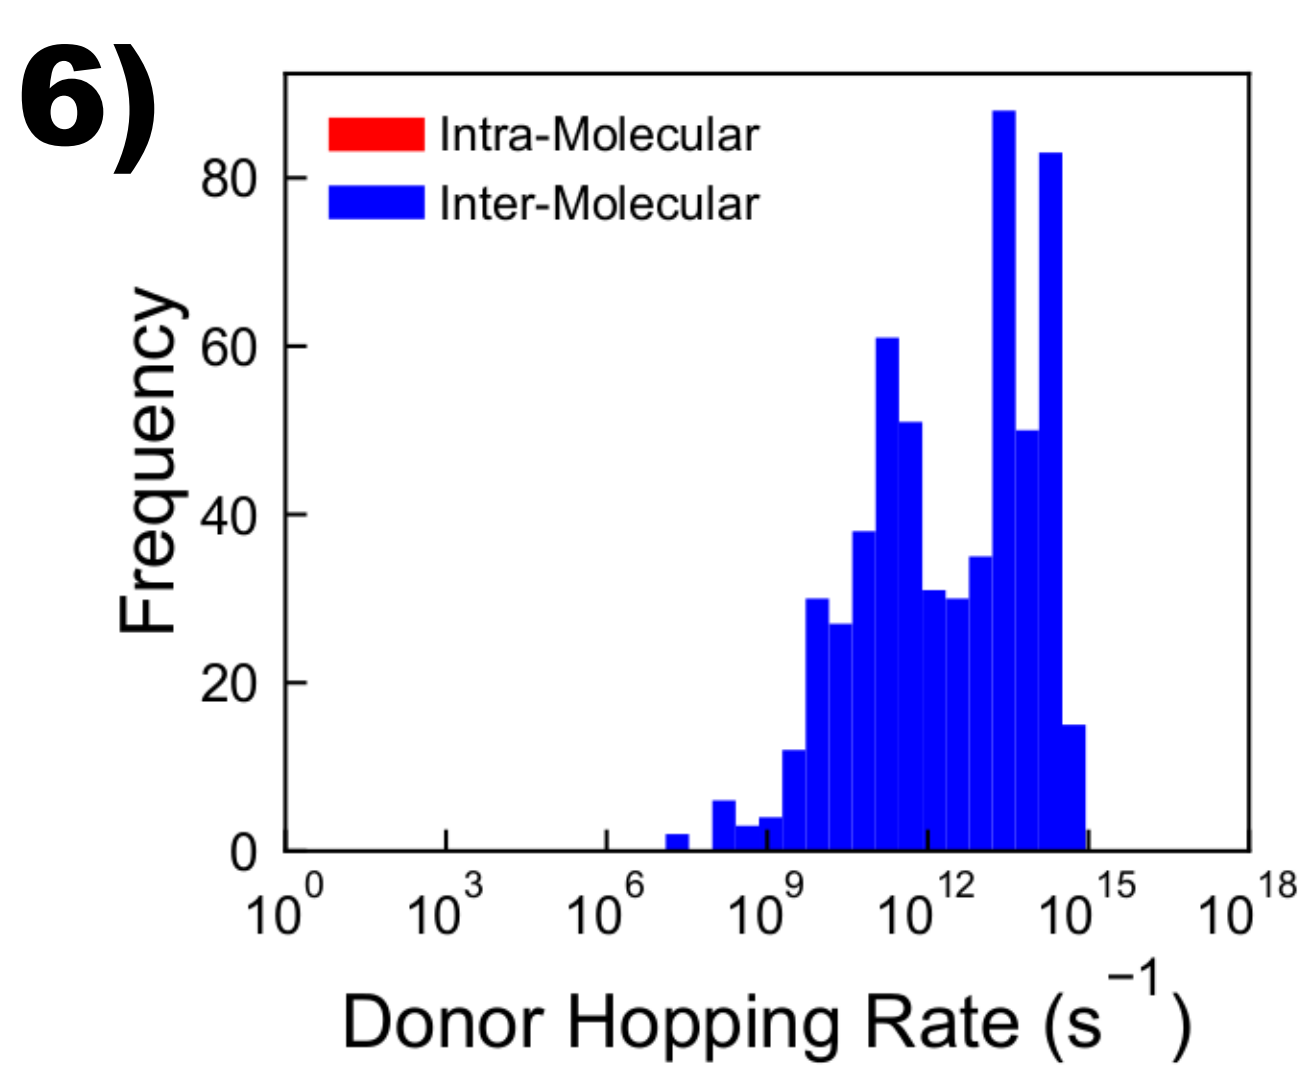 6)
Intra-Molecular
Inter-Molecular
Frequency
80
60
40
20
0
10^0 10^3 10^6 10^9 10^12 10^15 10^18
Donor Hopping Rate (s^−1)